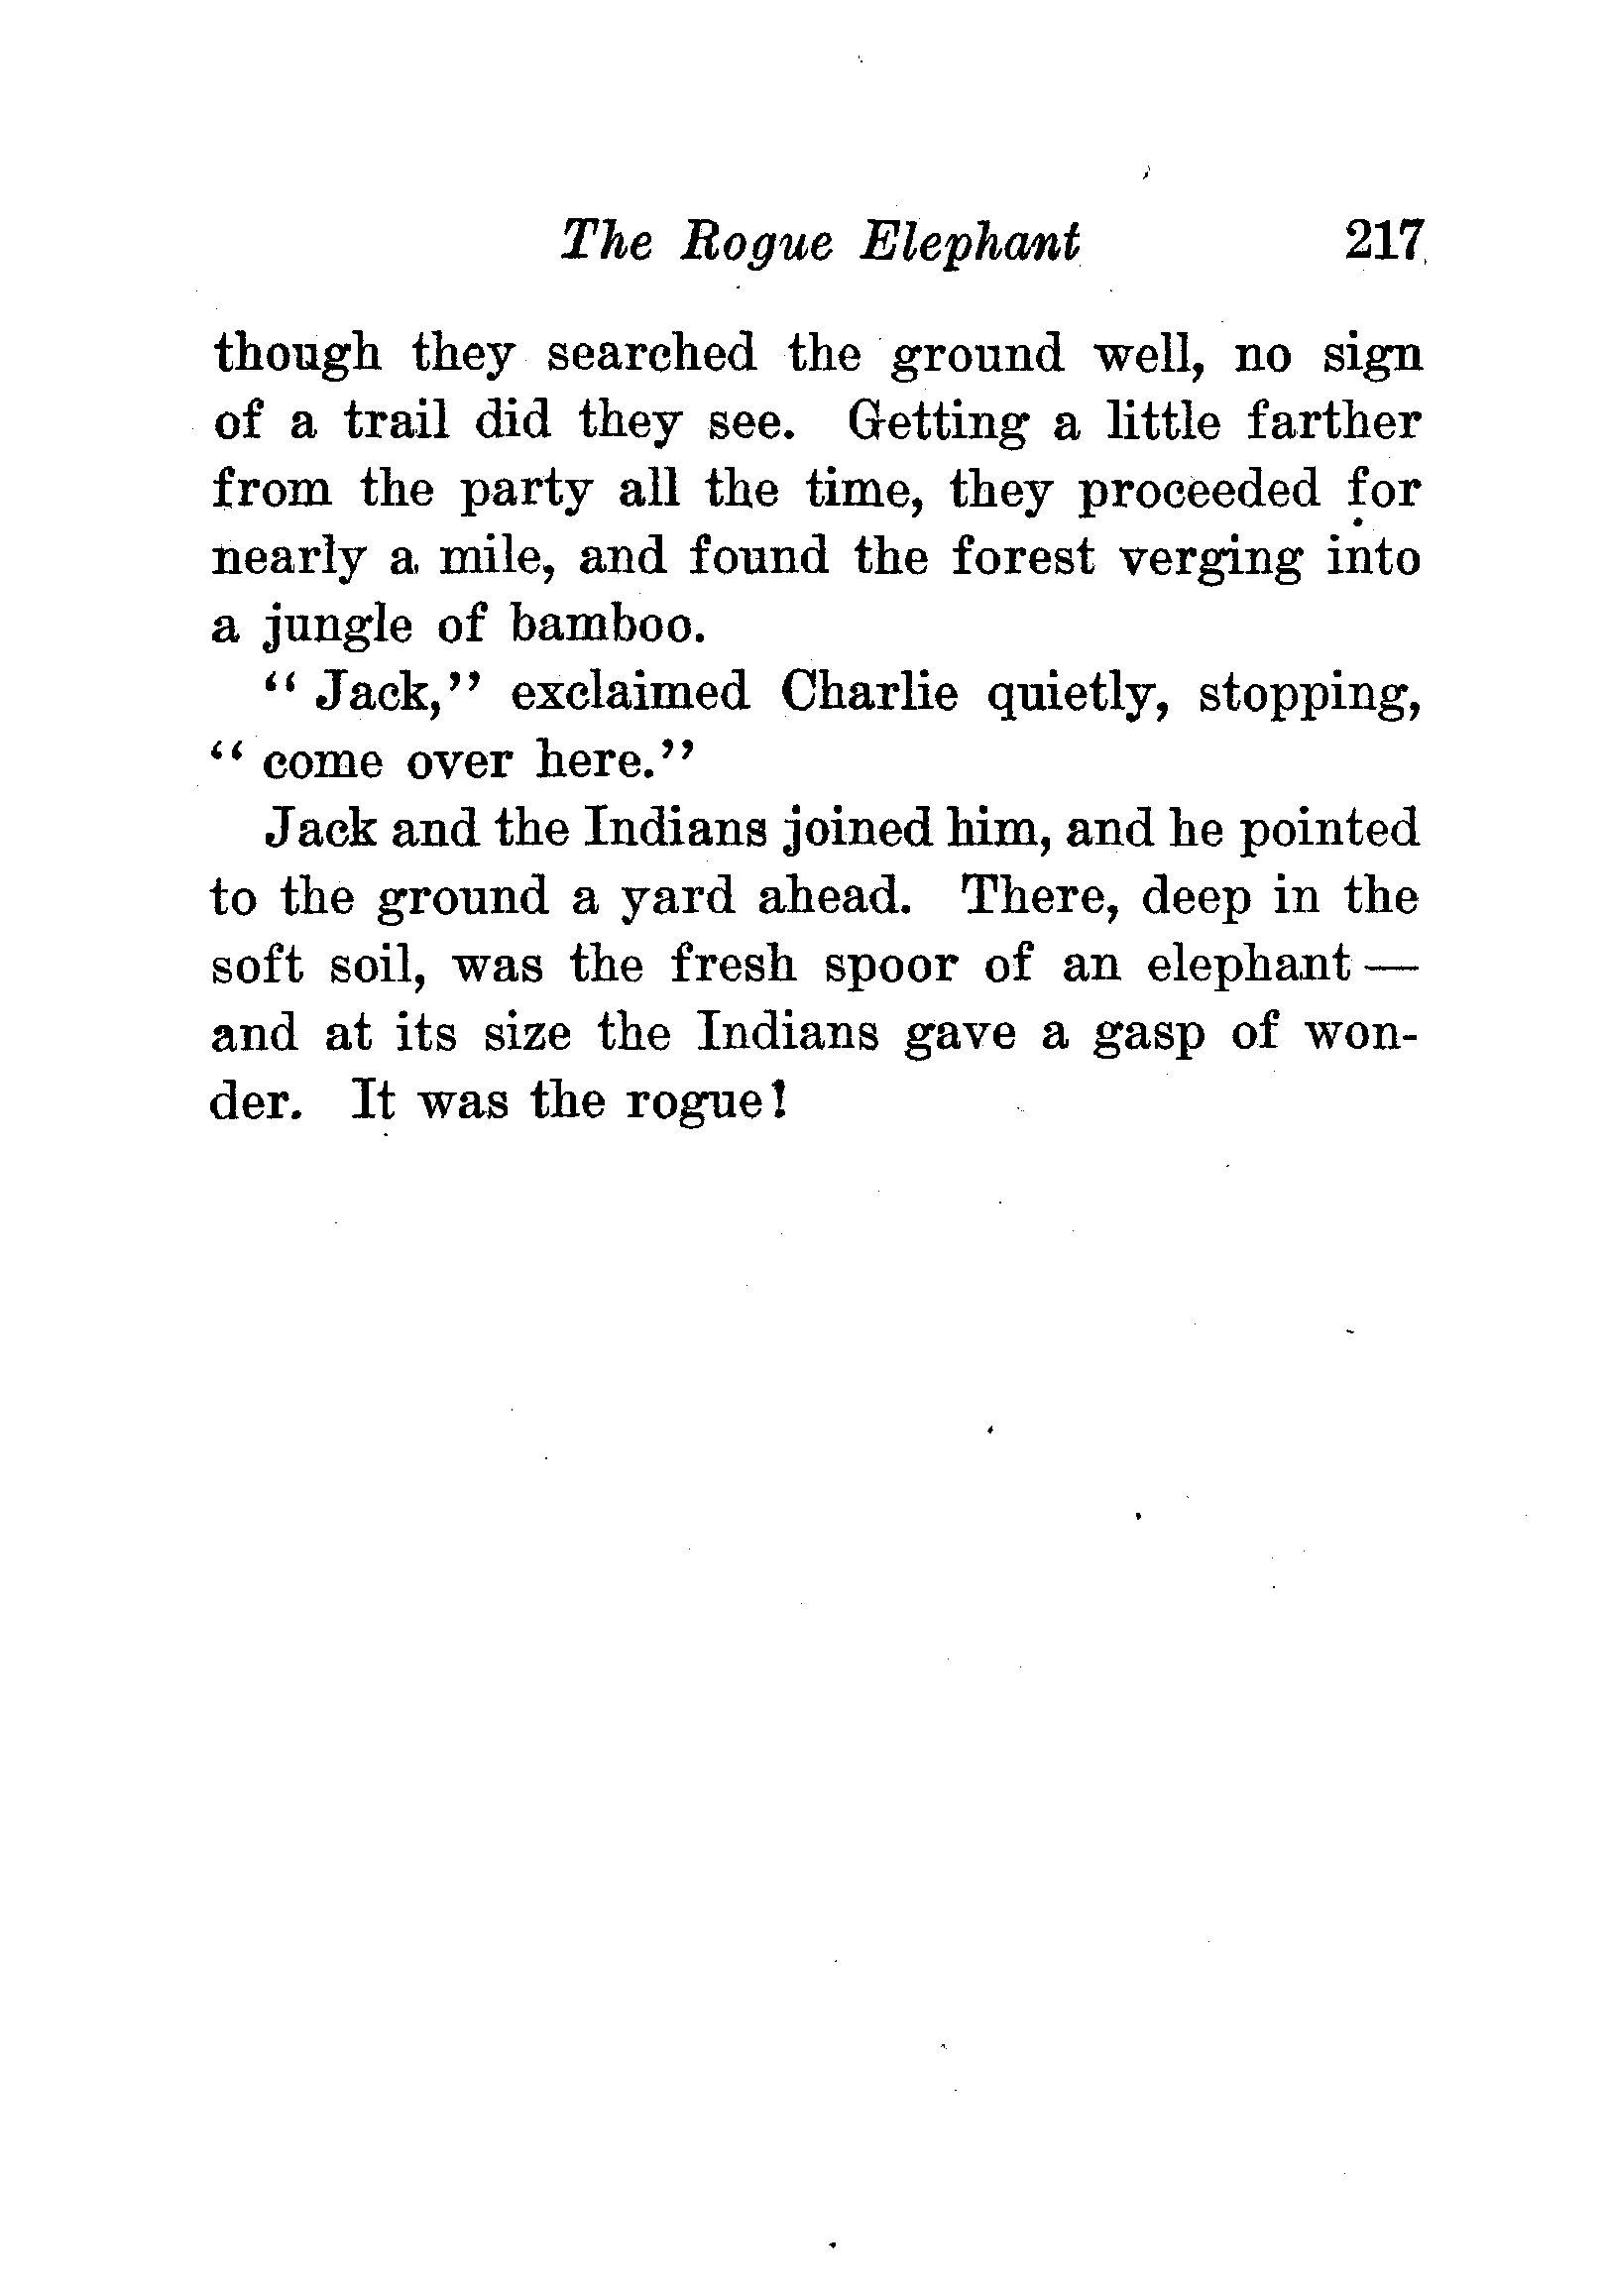 The Rogue Elephant 217
though they searched the ground well, no sign
of a trail did they see. Getting a little farther
from the party all the time, they proceeded for
nearly a mile, and found the forest verging into
a jungle of bamboo.
“ Jack,” exclaimed Charlie quietly, stopping,
“ come over here.”
Jack and the Indians joined him, and he pointed
to the ground a yard ahead. There, deep in the
soft soil, was the fresh spoor of an elephant —
and at its size the Indians gave a gasp of won-
der. It was the rogue!